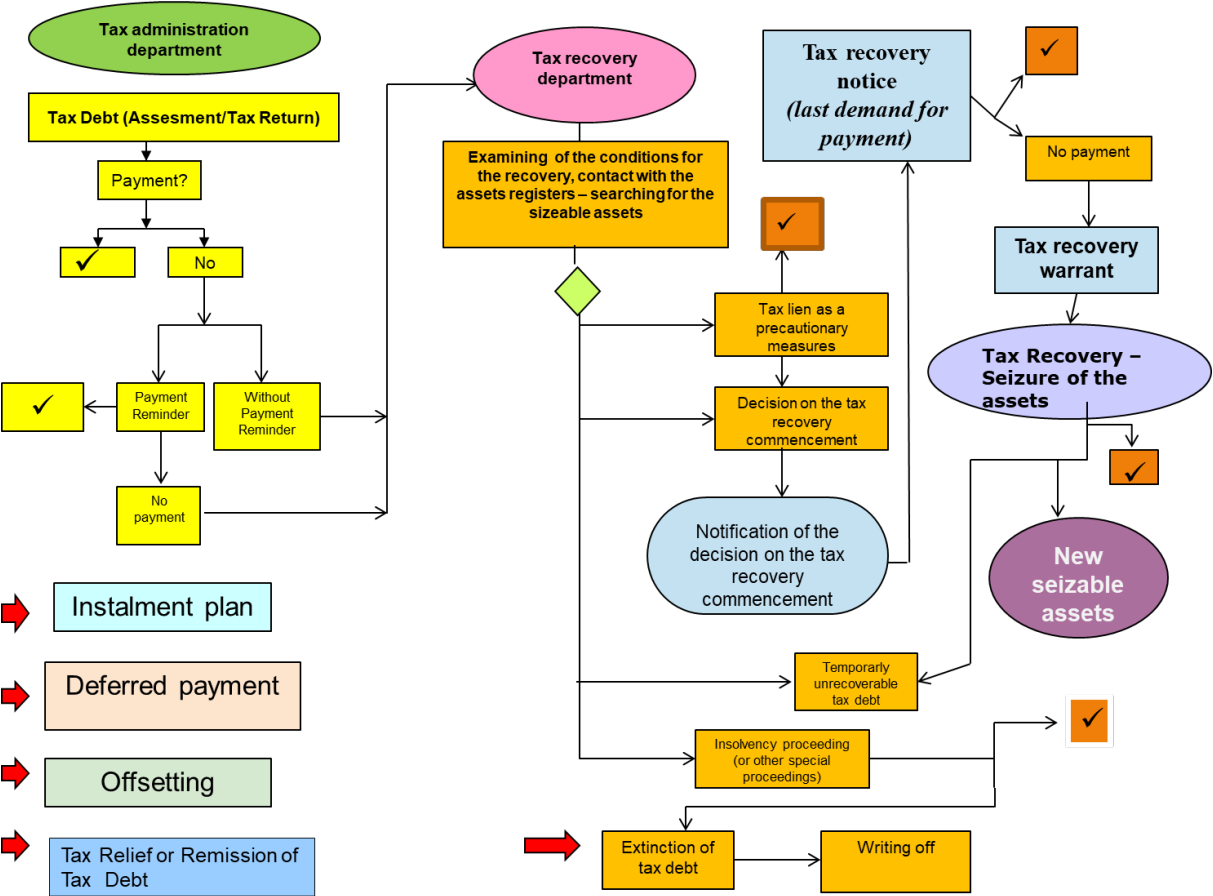 Tax administration
department
Tax Debt (Assesment/Tax Return)
Payment?
No
Payment
Reminder
Without
Payment
Reminder
No
payment
Instalment plan
Deferred payment
Offsetting
Tax Relief or Remission of
Tax Debt
Tax recovery
department
Examining of the conditions for
the recovery, contact with the
assets registers – searching for the
sizeable assets
Tax lien as a
precautionary
measures
Decision on the tax
recovery
commencement
Notification of the
decision on the tax
recovery
commencement
Temporarly
unrecoverable
tax debt
Insolvency proceeding
(or other special
proceedings)
Extinction of
tax debt
Writing off
Tax recovery
notice
(last demand for
payment)
No payment
Tax recovery
warrant
Tax Recovery –
Seizure of the
assets
New
seizable
assets